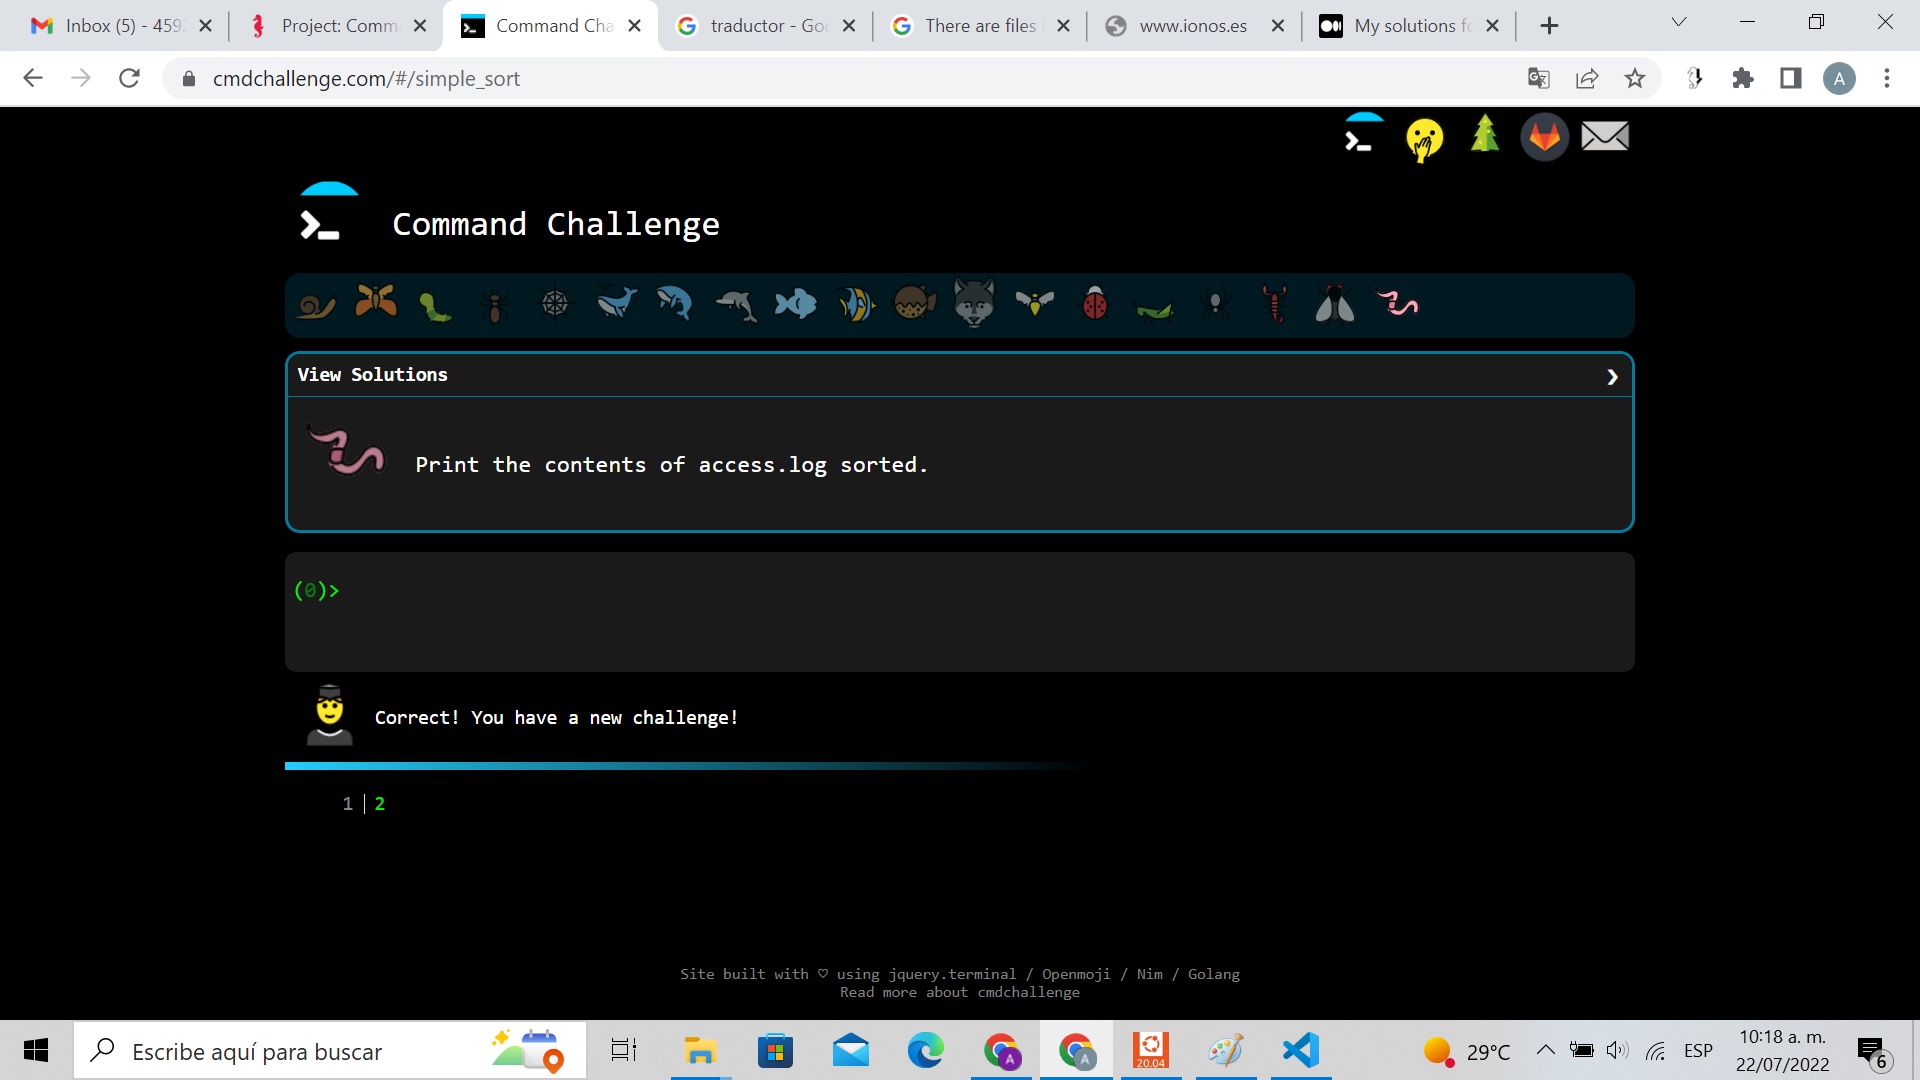 Inbox (5) - 459
Project: Comm
Command Cha
traductor - Goo
There are files
www.ionos.es
My solutions fo
cmdchallenge.com/#/simple_sort
A
Command Challenge
View Solutions
Print the contents of access.log sorted.
(0)>
Correct! You have a new challenge!
1 | 2
Site built with ♡ using jquery.terminal / Openmoji / Nim / Golang
Read more about cmdchallenge
Escribe aquí para buscar
A
A
20.04
29°C
ESP
10:18 a. m.
22/07/2022
6